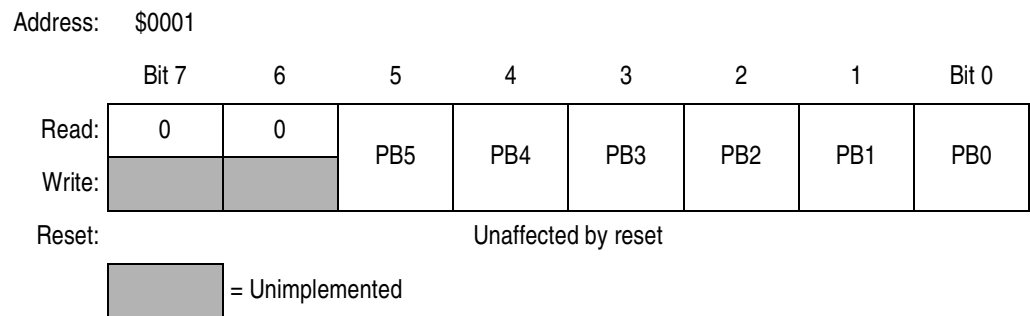 Address: $0001
Bit 7 6 5 4 3 2 1 Bit 0
Read: 0 0
PB5 PB4 PB3 PB2 PB1 PB0
Write:
Reset: Unaffected by reset
= Unimplemented